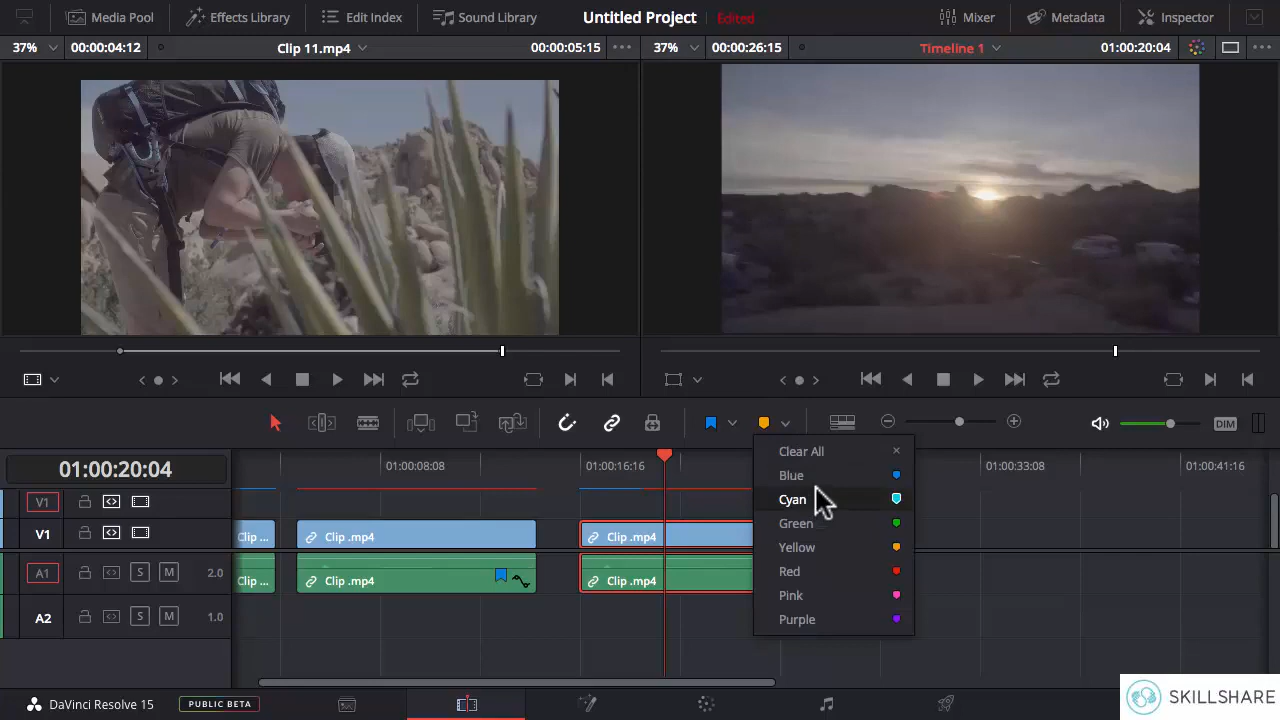 Media Pool Effects Library Edit Index Sound Library Untitled Project Edited Mixer Metadata Inspector
37% 00:00:04:12 Clip 11.mp4 00:00:05:15 ••• 37% 00:00:26:15 Timeline 1 01:00:20:04 •••
DIM
01:00:20:04 01:00:08:08 01:00:16:16 01:00:33:08 01:00:41:16
Clear All
Blue
Cyan
Green
Yellow
Red
Pink
Purple
V1
V1 Clip ... Clip .mp4 Clip .mp4
A1 S M 2.0 Clip ... Clip .mp4 Clip .mp4
A2 S M 1.0
DaVinci Resolve 15 PUBLIC BETA
SKILLSHARE